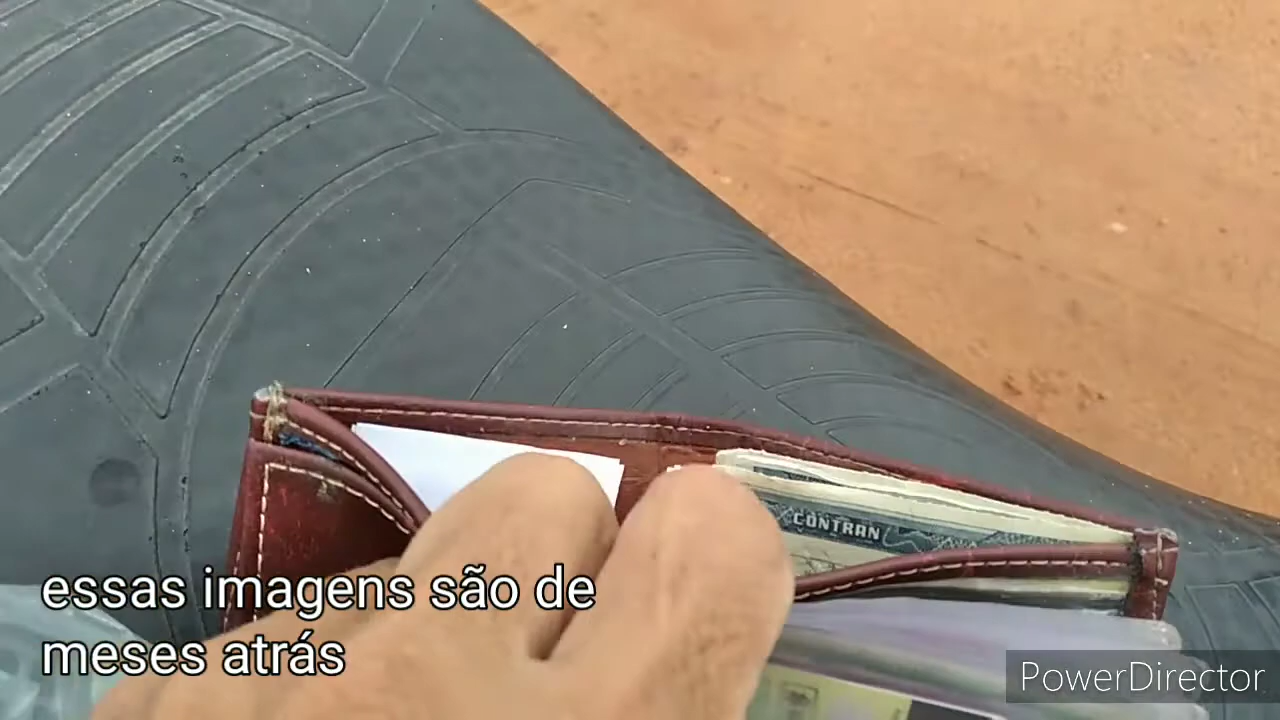 CONTRAN
essas imagens são de
meses atrás
PowerDirector